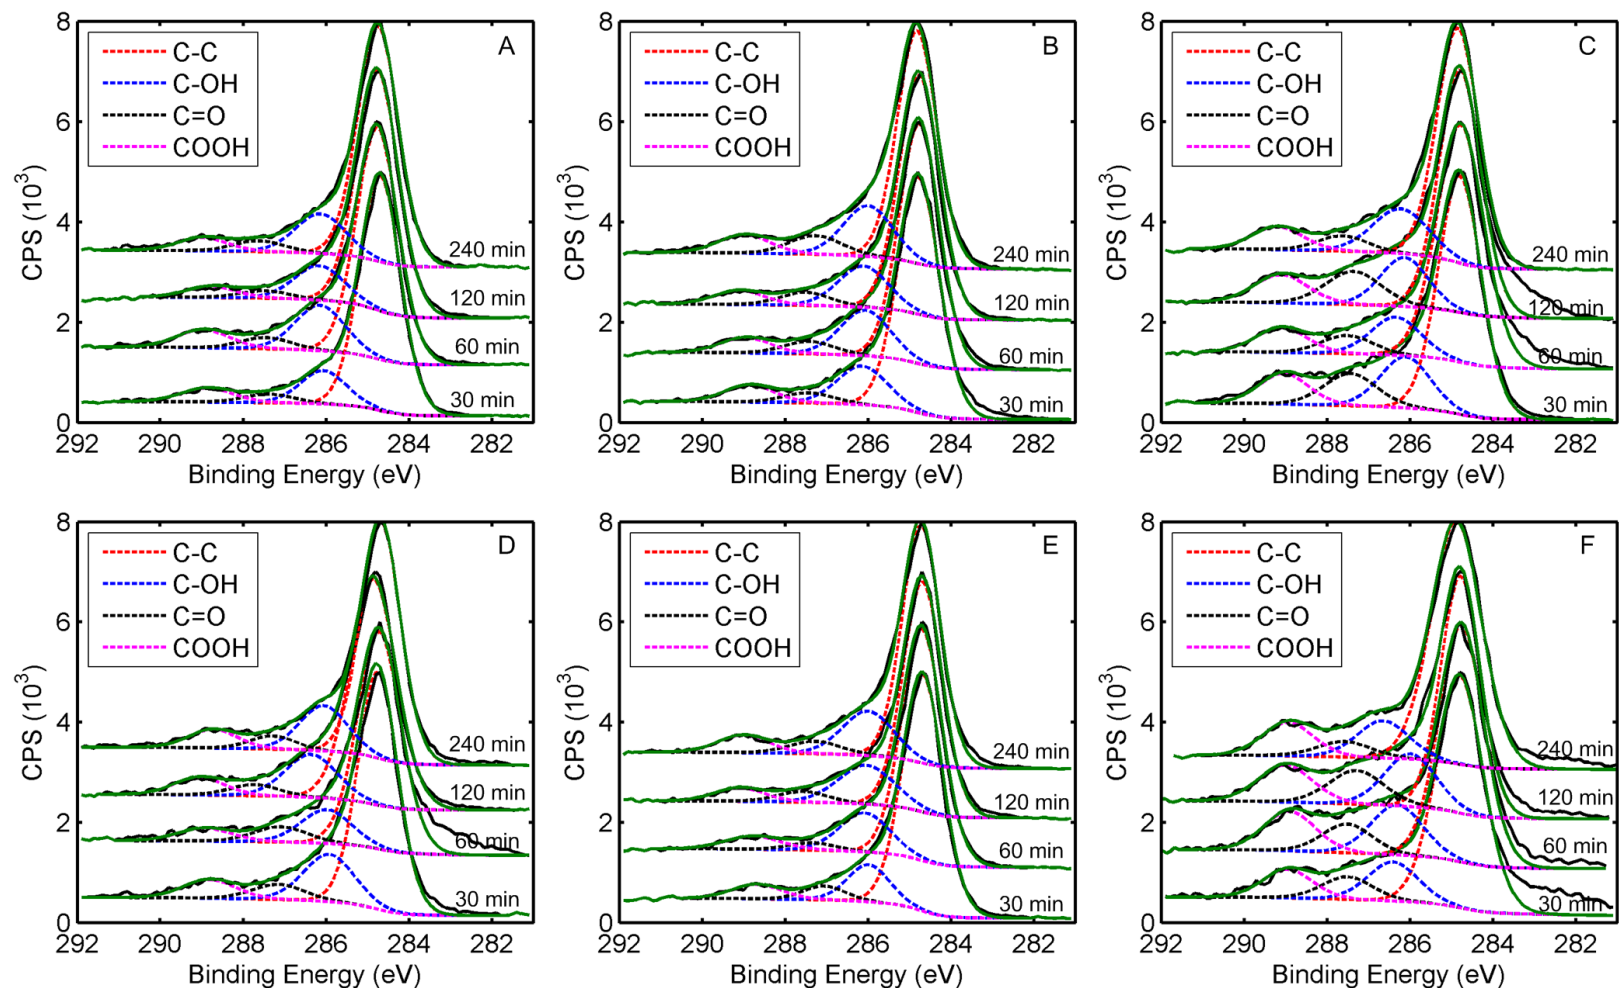 A
C-C
C-OH
C=O
COOH
CPS (10³)
8
6
4
2
0
240 min
120 min
60 min
30 min
292 290 288 286 284 282
Binding Energy (eV)
B
C-C
C-OH
C=O
COOH
CPS (10³)
8
6
4
2
0
240 min
120 min
60 min
30 min
292 290 288 286 284 282
Binding Energy (eV)
C
C-C
C-OH
C=O
COOH
CPS (10³)
8
6
4
2
0
240 min
120 min
60 min
30 min
292 290 288 286 284 282
Binding Energy (eV)
D
C-C
C-OH
C=O
COOH
CPS (10³)
8
6
4
2
0
240 min
120 min
60 min
30 min
292 290 288 286 284 282
Binding Energy (eV)
E
C-C
C-OH
C=O
COOH
CPS (10³)
8
6
4
2
0
240 min
120 min
60 min
30 min
292 290 288 286 284 282
Binding Energy (eV)
F
C-C
C-OH
C=O
COOH
CPS (10³)
8
6
4
2
0
240 min
120 min
60 min
30 min
292 290 288 286 284 282
Binding Energy (eV)